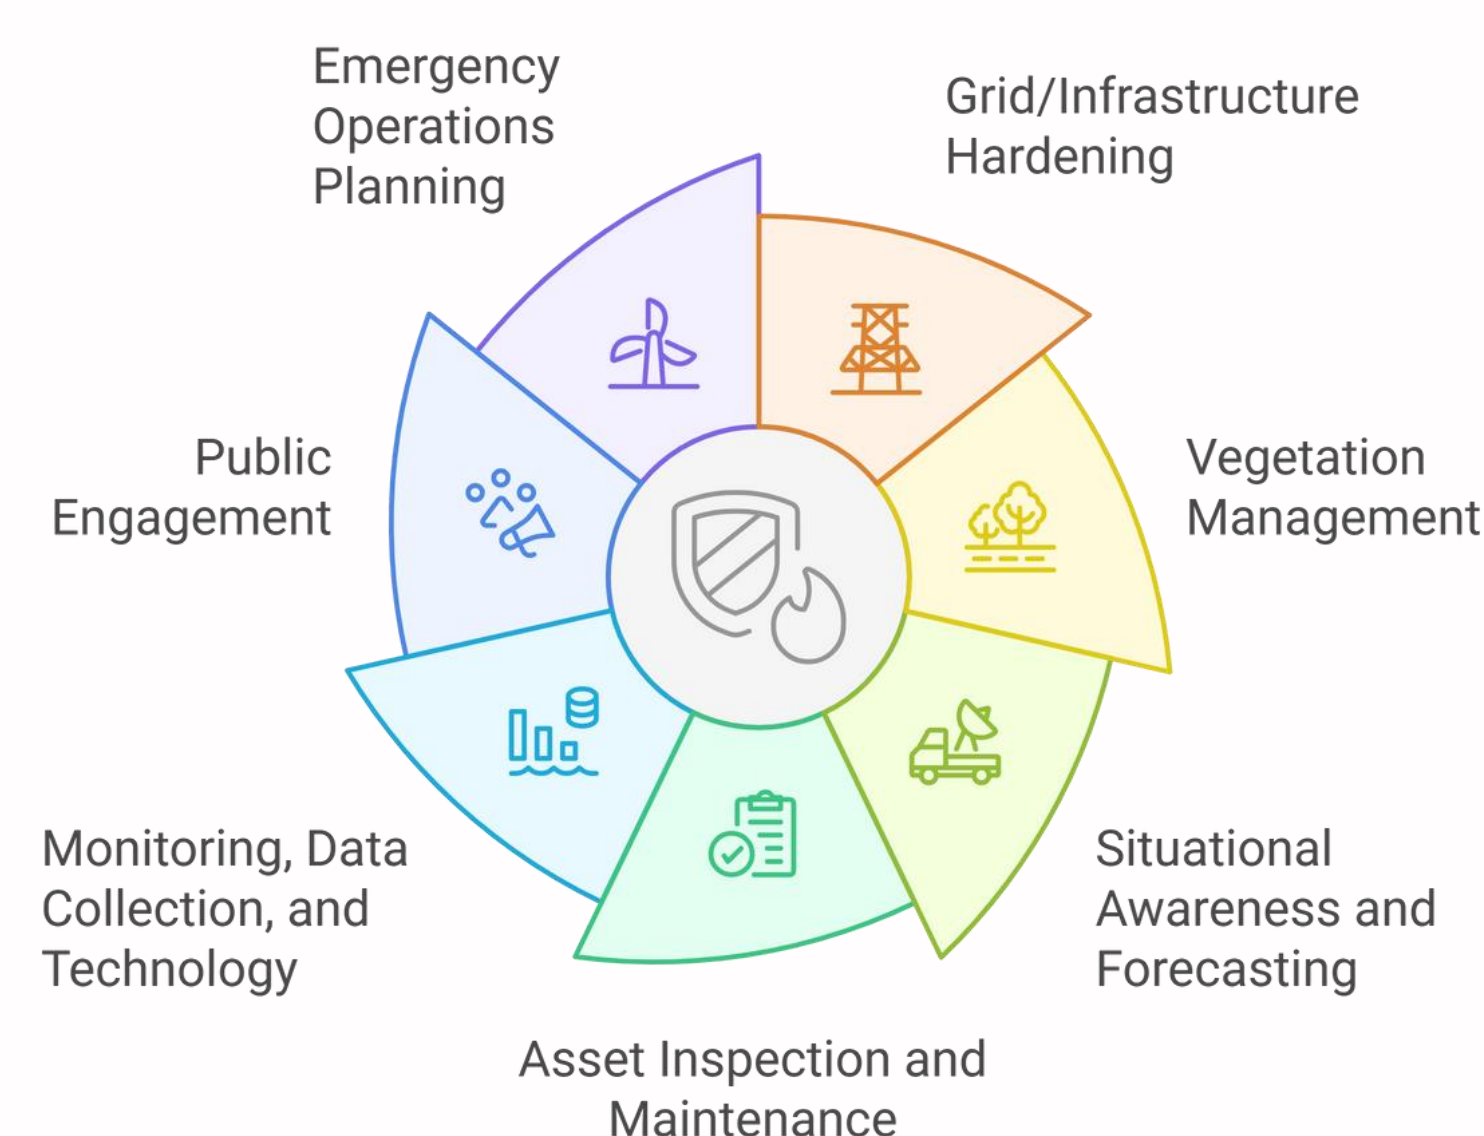 Emergency
Operations
Planning
Grid/Infrastructure
Hardening
Public
Engagement
Vegetation
Management
Monitoring, Data
Collection, and
Technology
Situational
Awareness and
Forecasting
Asset Inspection and
Maintenance